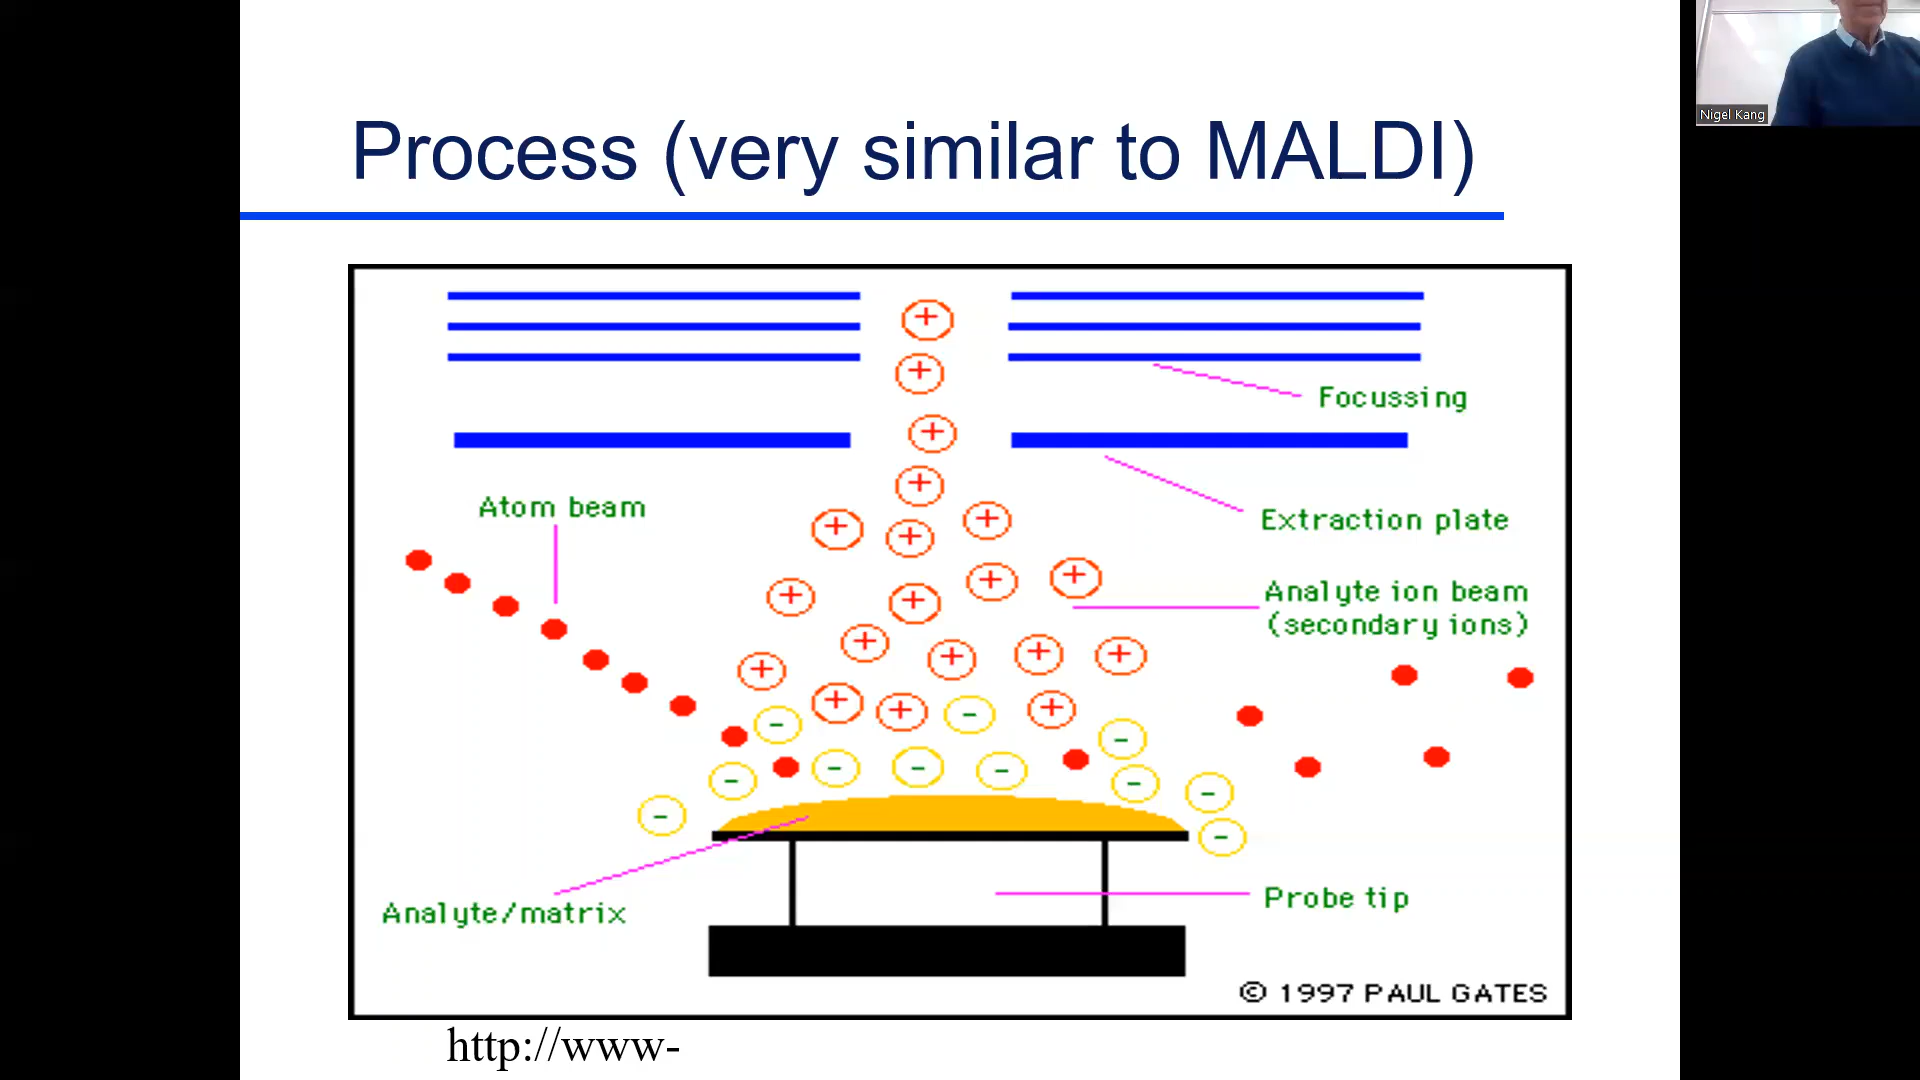 Process (very similar to MALDI)
Nigel Kang
Focussing
Atom beam
Extraction plate
Analyte ion beam
(secondary ions)
Analyte/matrix
Probe tip
© 1997 PAUL GATES
http://www-